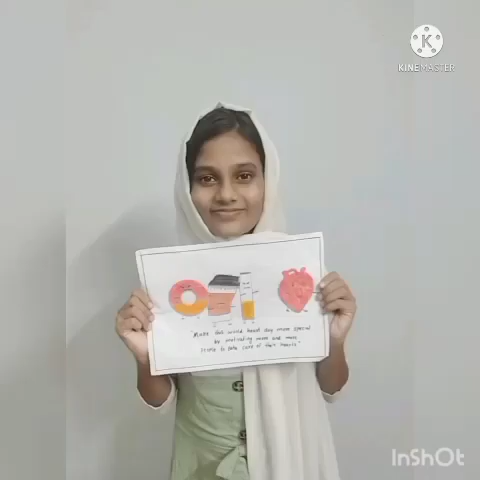 KINEMASTER
"Make this world heart day more special
by motivating more and more
people to take care of their hearts"
InShOt